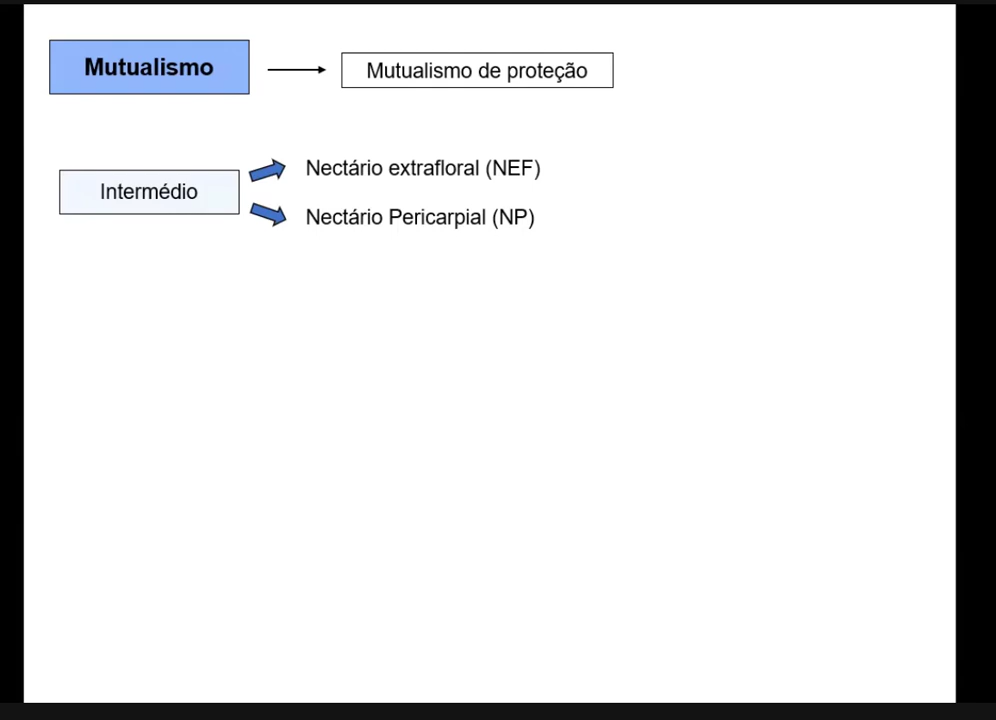 Mutualismo
Mutualismo de proteção
Nectário extrafloral (NEF)
Intermédio
Nectário Pericarpial (NP)